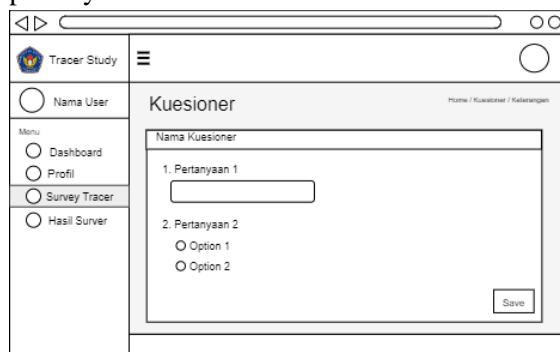 Tracer Study
Nama User
Kuesioner
Home / Kuesioner / Keterangan
Menu
Dashboard
Profil
Survey Tracer
Hasil Surver
Nama Kuesioner
1. Pertanyaan 1
2. Pertanyaan 2
Option 1
Option 2
Save